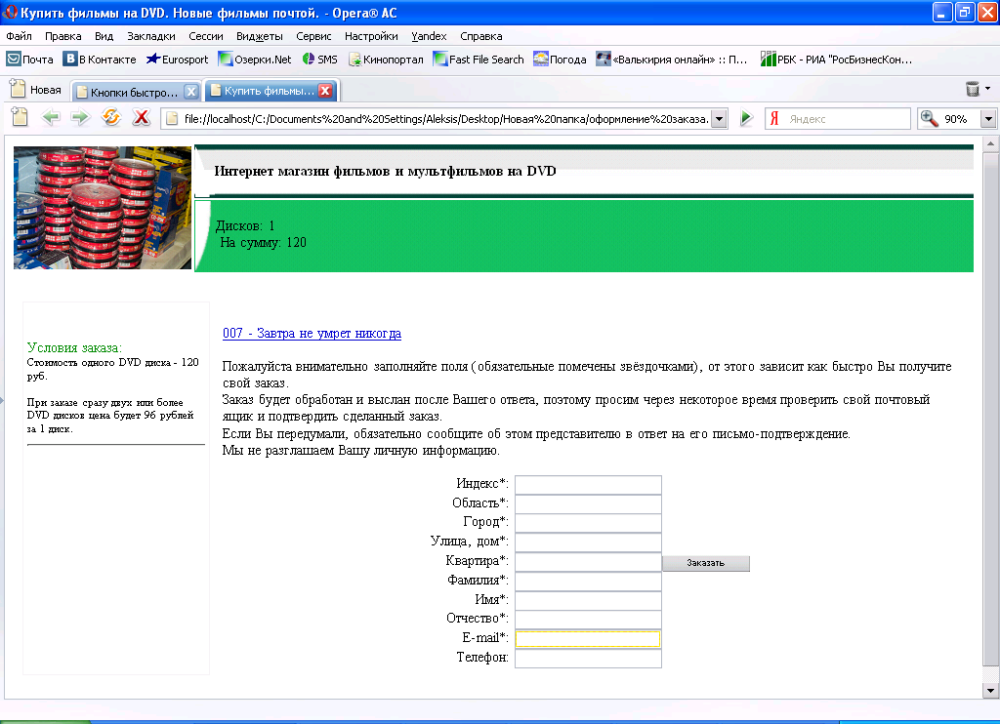 Купить фильмы на DVD. Новые фильмы почтой. - Opera® AC
Файл Правка Вид Закладки Сессии Виджеты Сервис Настройки Yandex Справка
Почта В Контакте Eurosport Озерки.Net SMS Кинопортал Fast File Search Погода «Валькирия онлайн» :: П... РБК - РИА "РосБизнесКон...
Новая Кнопки быстро... Купить фильмы...
file://localhost/C:/Documents%20and%20Settings/Aleksis/Desktop/Новая%20папка/оформление%20заказа. Яндекс 90%
Интернет магазин фильмов и мультфильмов на DVD
Дисков: 1
На сумму: 120
Условия заказа:
Стоимость одного DVD диска - 120
руб.
При заказе сразу двух или более
DVD дисков цена будет 96 рублей
за 1 диск.
007 - Завтра не умрет никогда
Пожалуйста внимательно заполняйте поля (обязательные помечены звёздочками), от этого зависит как быстро Вы получите
свой заказ.
Заказ будет обработан и выслан после Вашего ответа, поэтому просим через некоторое время проверить свой почтовый
ящик и подтвердить сделанный заказ.
Если Вы передумали, обязательно сообщите об этом представителю в ответ на его письмо-подтверждение.
Мы не разглашаем Вашу личную информацию.
Индекс*:
Область*:
Город*:
Улица, дом*:
Квартира*:
Заказать
Фамилия*:
Имя*:
Отчество*:
E-mail*:
Телефон: